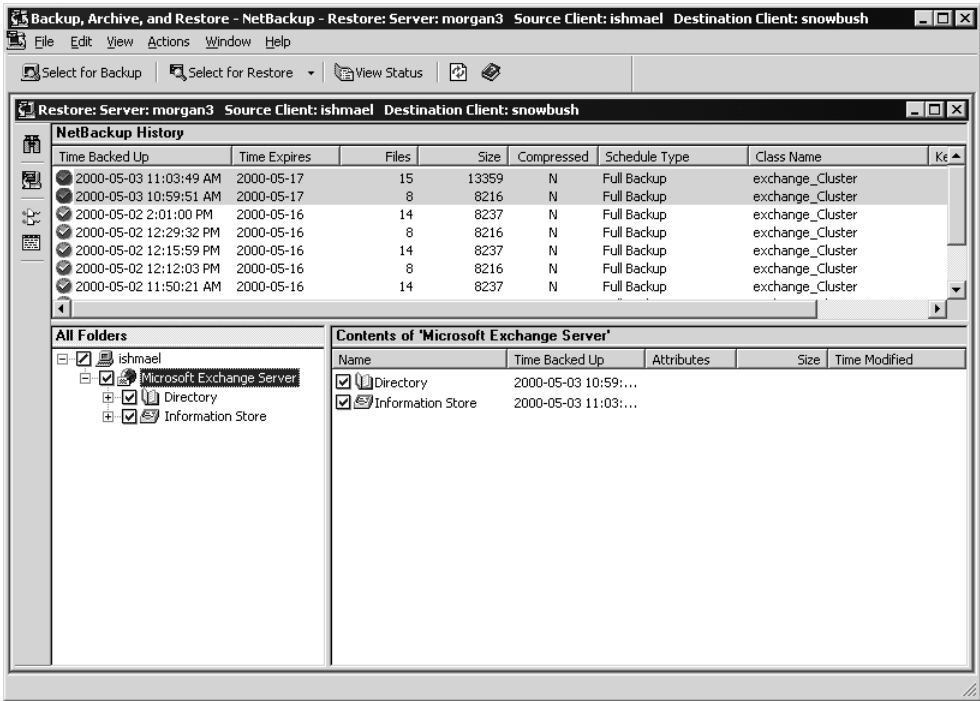 Backup, Archive, and Restore - NetBackup - Restore: Server: morgan3 Source Client: ishmael Destination Client: snowbush
File Edit View Actions Window Help
Select for Backup Select for Restore View Status
Restore: Server: morgan3 Source Client: ishmael Destination Client: snowbush
NetBackup History
Time Backed Up Time Expires Files Size Compressed Schedule Type Class Name Ke
2000-05-03 11:03:49 AM 2000-05-17 15 13359 N Full Backup exchange_Cluster
2000-05-03 10:59:51 AM 2000-05-17 8 8216 N Full Backup exchange_Cluster
2000-05-02 2:01:00 PM 2000-05-16 14 8237 N Full Backup exchange_Cluster
2000-05-02 12:29:32 PM 2000-05-16 8 8216 N Full Backup exchange_Cluster
2000-05-02 12:15:59 PM 2000-05-16 14 8237 N Full Backup exchange_Cluster
2000-05-02 12:12:03 PM 2000-05-16 8 8216 N Full Backup exchange_Cluster
2000-05-02 11:50:21 AM 2000-05-16 14 8237 N Full Backup exchange_Cluster
All Folders
ishmael
Microsoft Exchange Server
Directory
Information Store
Contents of 'Microsoft Exchange Server'
Name Time Backed Up Attributes Size Time Modified
Directory 2000-05-03 10:59:...
Information Store 2000-05-03 11:03:...